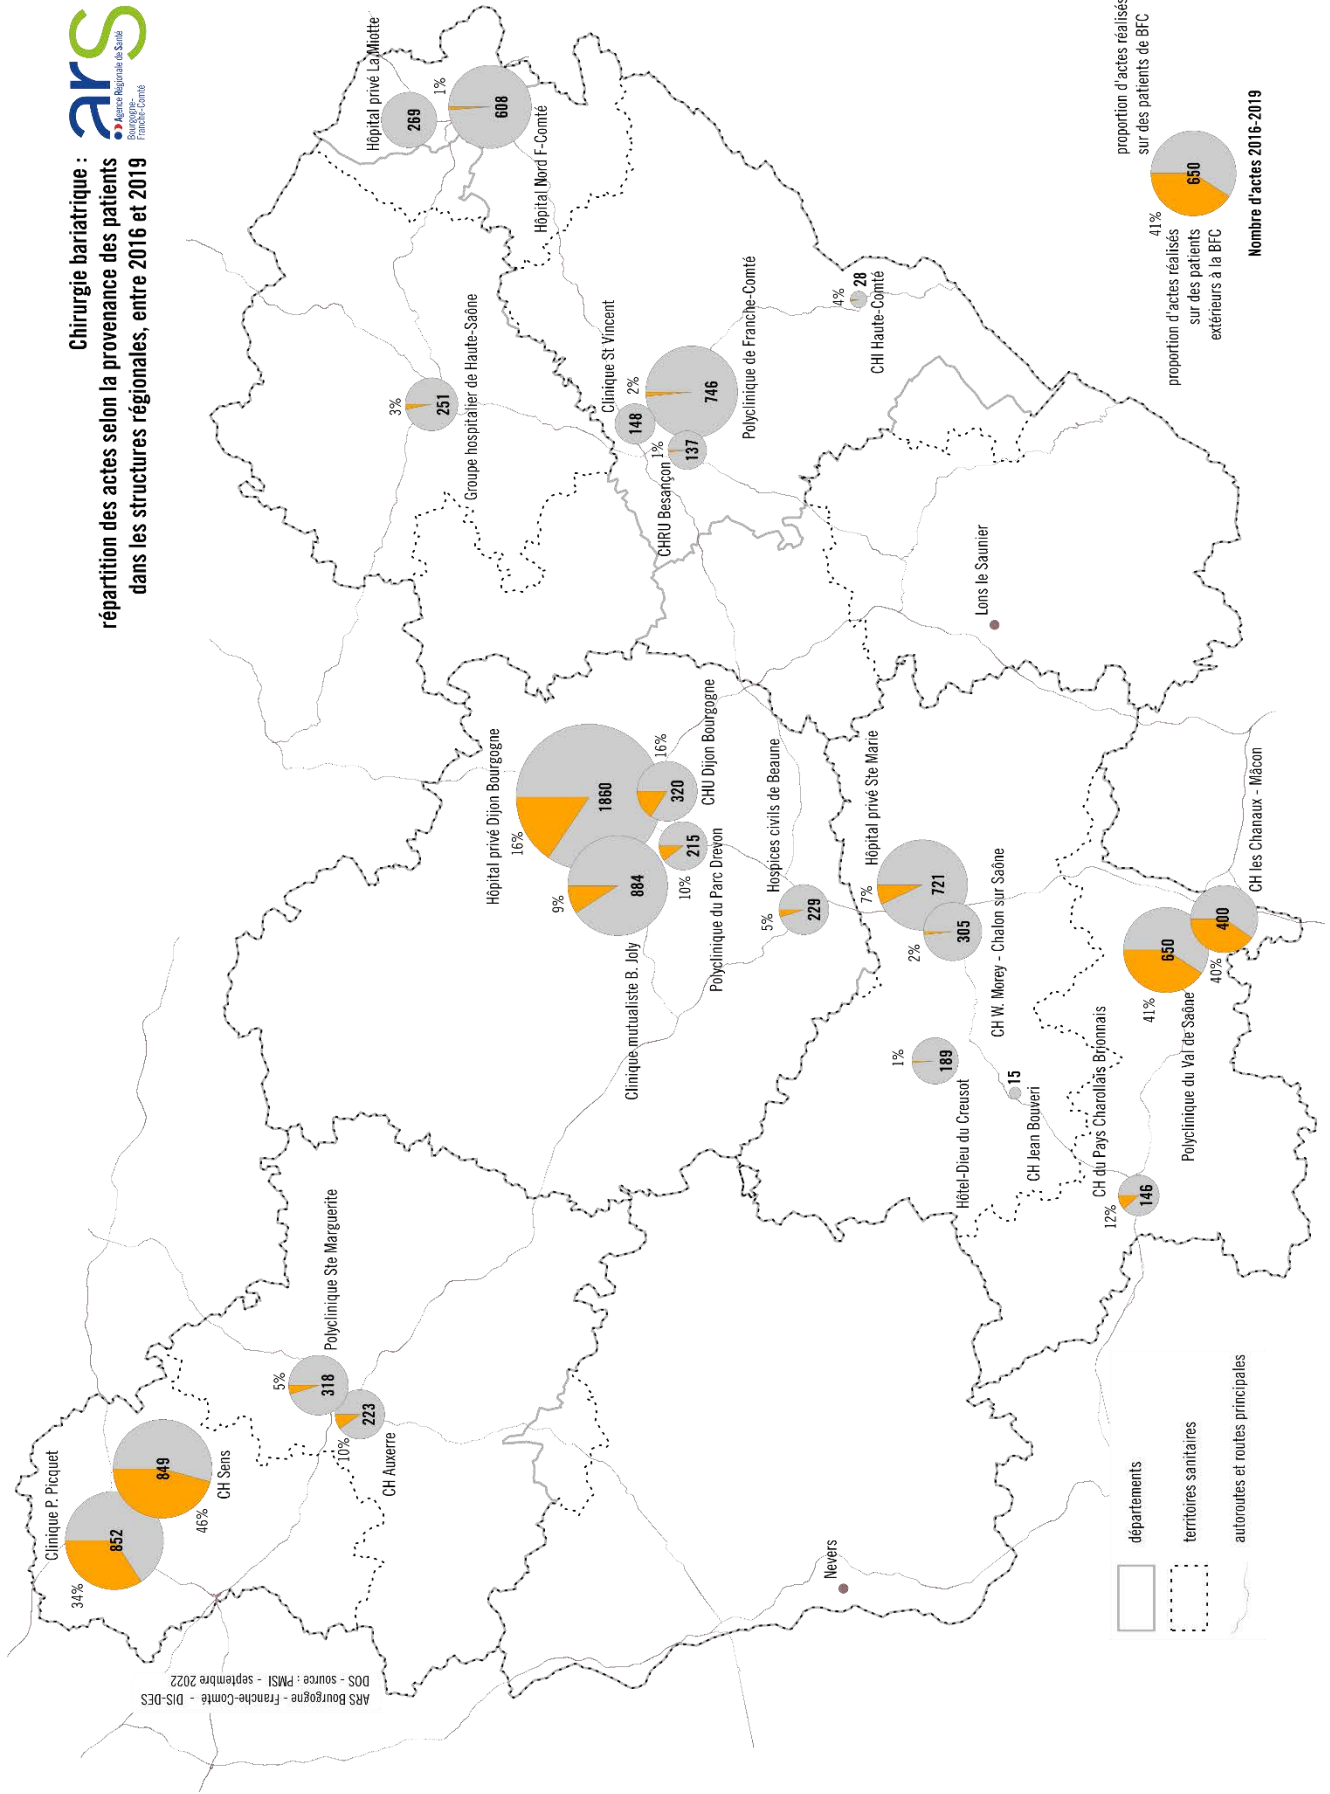 Chirurgie bariatrique :
répartition des actes selon la provenance des patients
dans les structures régionales, entre 2016 et 2019
ars
Agence Régionale de Santé
Bourgogne-
Franche-Comté
Clinique P. Picquet
34%
852
849
46%
CH Sens
Polyclinique Ste Marguerite
5%
318
10%
223
CH Auxerre
Hôpital privé Dijon Bourgogne
16%
1860
9%
884
Clinique mutualiste B. Joly
16%
320
CHU Dijon Bourgogne
10%
215
Polyclinique du Parc Drevon
Hospices civils de Beaune
5%
229
Groupe hospitalier de Haute-Saône
3%
251
Hôpital privé La Miotte
269
1%
608
Hôpital Nord F-Comté
Clinique St Vincent
148
2%
746
Polyclinique de Franche-Comté
1%
137
CHRU Besançon
4%
28
CHI Haute-Comté
Hôpital privé Ste Marie
7%
721
2%
305
CH W. Morey - Chalon sur Saône
1%
189
Hôtel-Dieu du Creusot
15
CH Jean Bouveri
CH du Pays Charollais Brionnais
12%
146
41%
650
Polyclinique du Val de Saône
40%
400
CH les Chanaux - Mâcon
Lons le Saunier
Nevers
départements
territoires sanitaires
autoroutes et routes principales
proportion d'actes réalisés
sur des patients de BFC
41%
650
proportion d'actes réalisés
sur des patients
extérieurs à la BFC
Nombre d'actes 2016-2019
ARS Bourgogne - Franche-Comté - DIS-DES
DOS - source : PMSI - septembre 2022